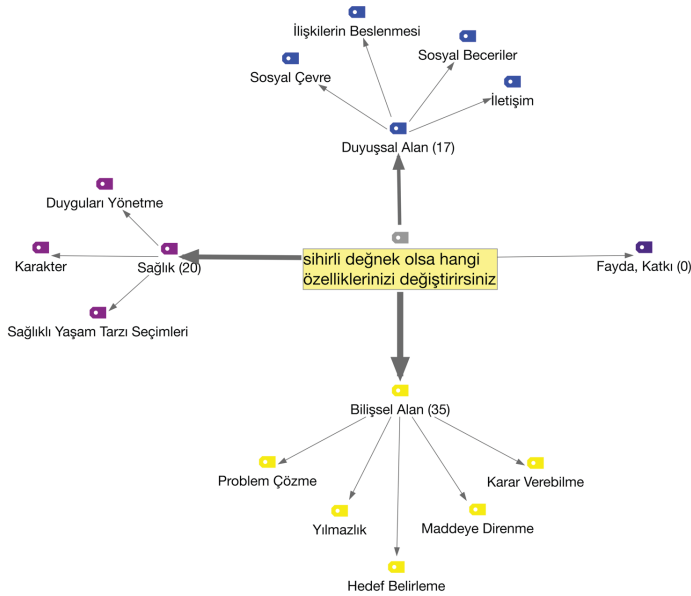 İlişkilerin Beslenmesi
Sosyal Beceriler
Sosyal Çevre
İletişim
Duyuşsal Alan (17)
Duyguları Yönetme
Karakter
Sağlık (20)
sihirli değnek olsa hangi
özelliklerinizi değiştirirsiniz
Fayda, Katkı (0)
Sağlıklı Yaşam Tarzı Seçimleri
Bilişsel Alan (35)
Problem Çözme
Karar Verebilme
Yılmazlık
Maddeye Direnme
Hedef Belirleme